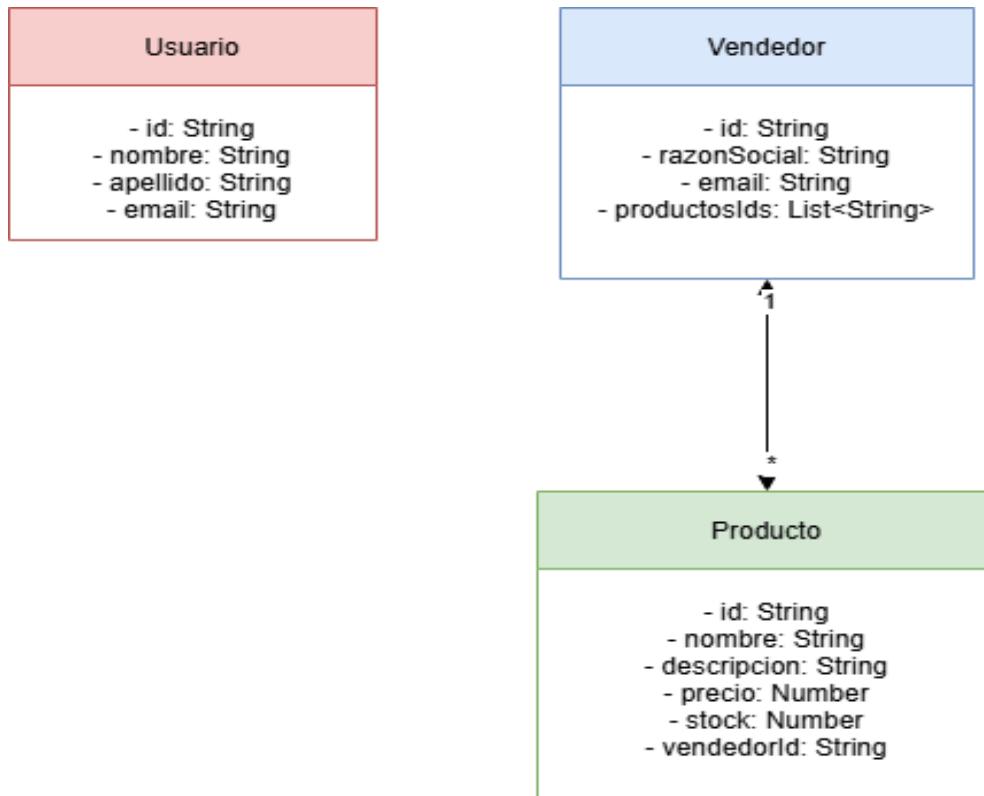 Usuario
- id: String
- nombre: String
- apellido: String
- email: String
Vendedor
- id: String
- razonSocial: String
- email: String
- productosIds: List<String>
1
*
Producto
- id: String
- nombre: String
- descripcion: String
- precio: Number
- stock: Number
- vendedorId: String